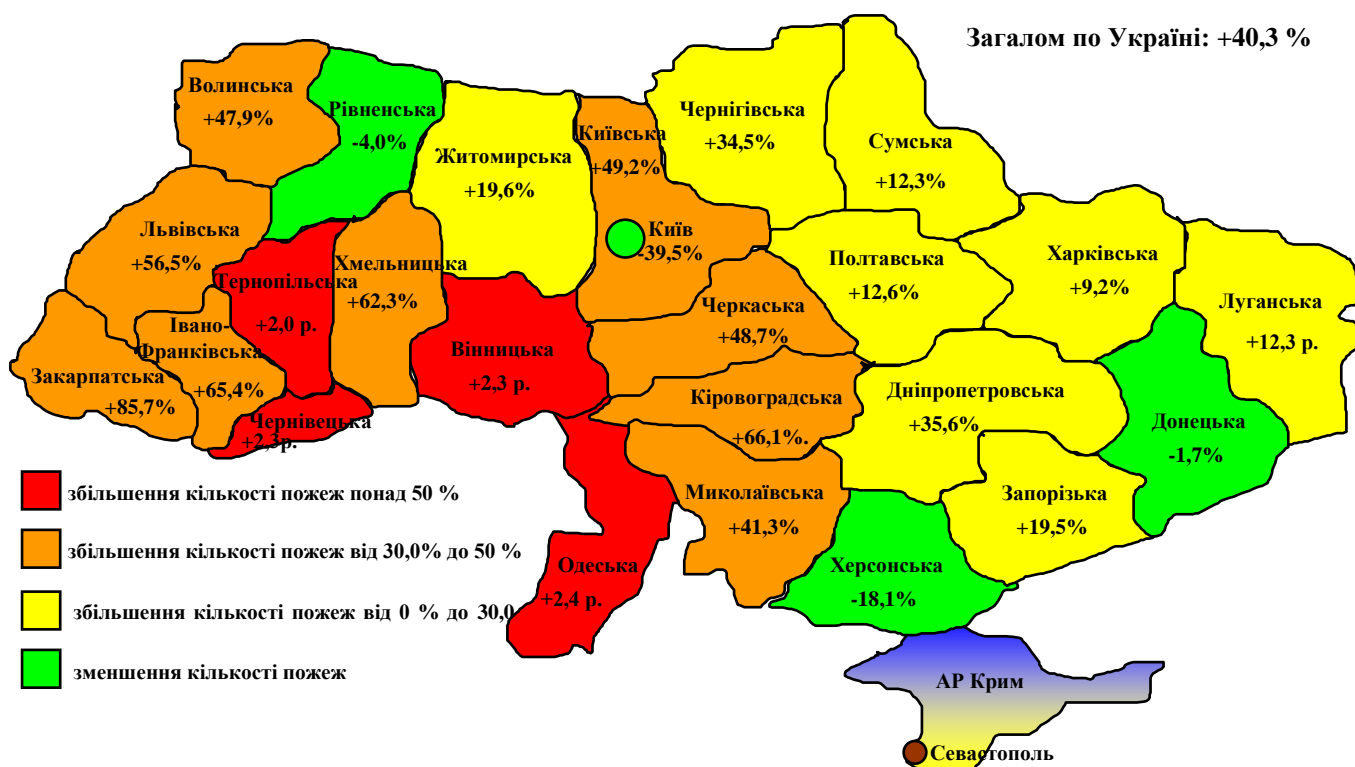 Загалом по Україні: +40,3 %
Волинська
+47,9%
Рівненська
-4,0%
Житомирська
+19,6%
Київська
+49,2%
Київ
-39,5%
Чернігівська
+34,5%
Сумська
+12,3%
Львівська
+56,5%
Тернопільська
+2,0 р.
Хмельницька
+62,3%
Вінницька
+2,3 р.
Черкаська
+48,7%
Полтавська
+12,6%
Харківська
+9,2%
Луганська
+12,3 р.
Івано-
Франківська
+65,4%
Закарпатська
+85,7%
Чернівецька
+2,3р.
Кіровоградська
+66,1%.
Дніпропетровська
+35,6%
Донецька
-1,7%
Миколаївська
+41,3%
Запорізька
+19,5%
Одеська
+2,4 р.
Херсонська
-18,1%
АР Крим
Севастополь
збільшення кількості пожеж понад 50 %
збільшення кількості пожеж від 30,0% до 50 %
збільшення кількості пожеж від 0 % до 30,0
зменшення кількості пожеж